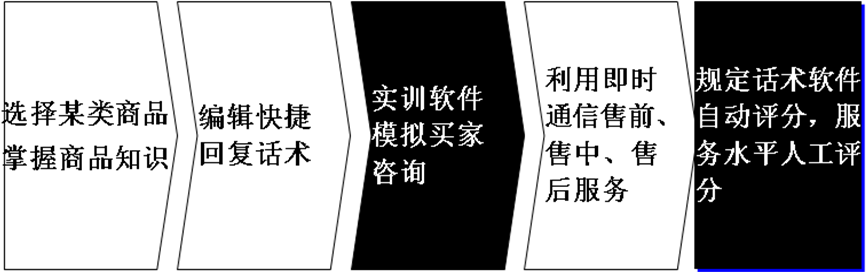 选择某类商品
掌握商品知识
编辑快捷
回复话术
实训软件
模拟买家
咨询
利用即时
通信售前、
售中、售
后服务
规定话术软件
自动评分，服
务水平人工评
分